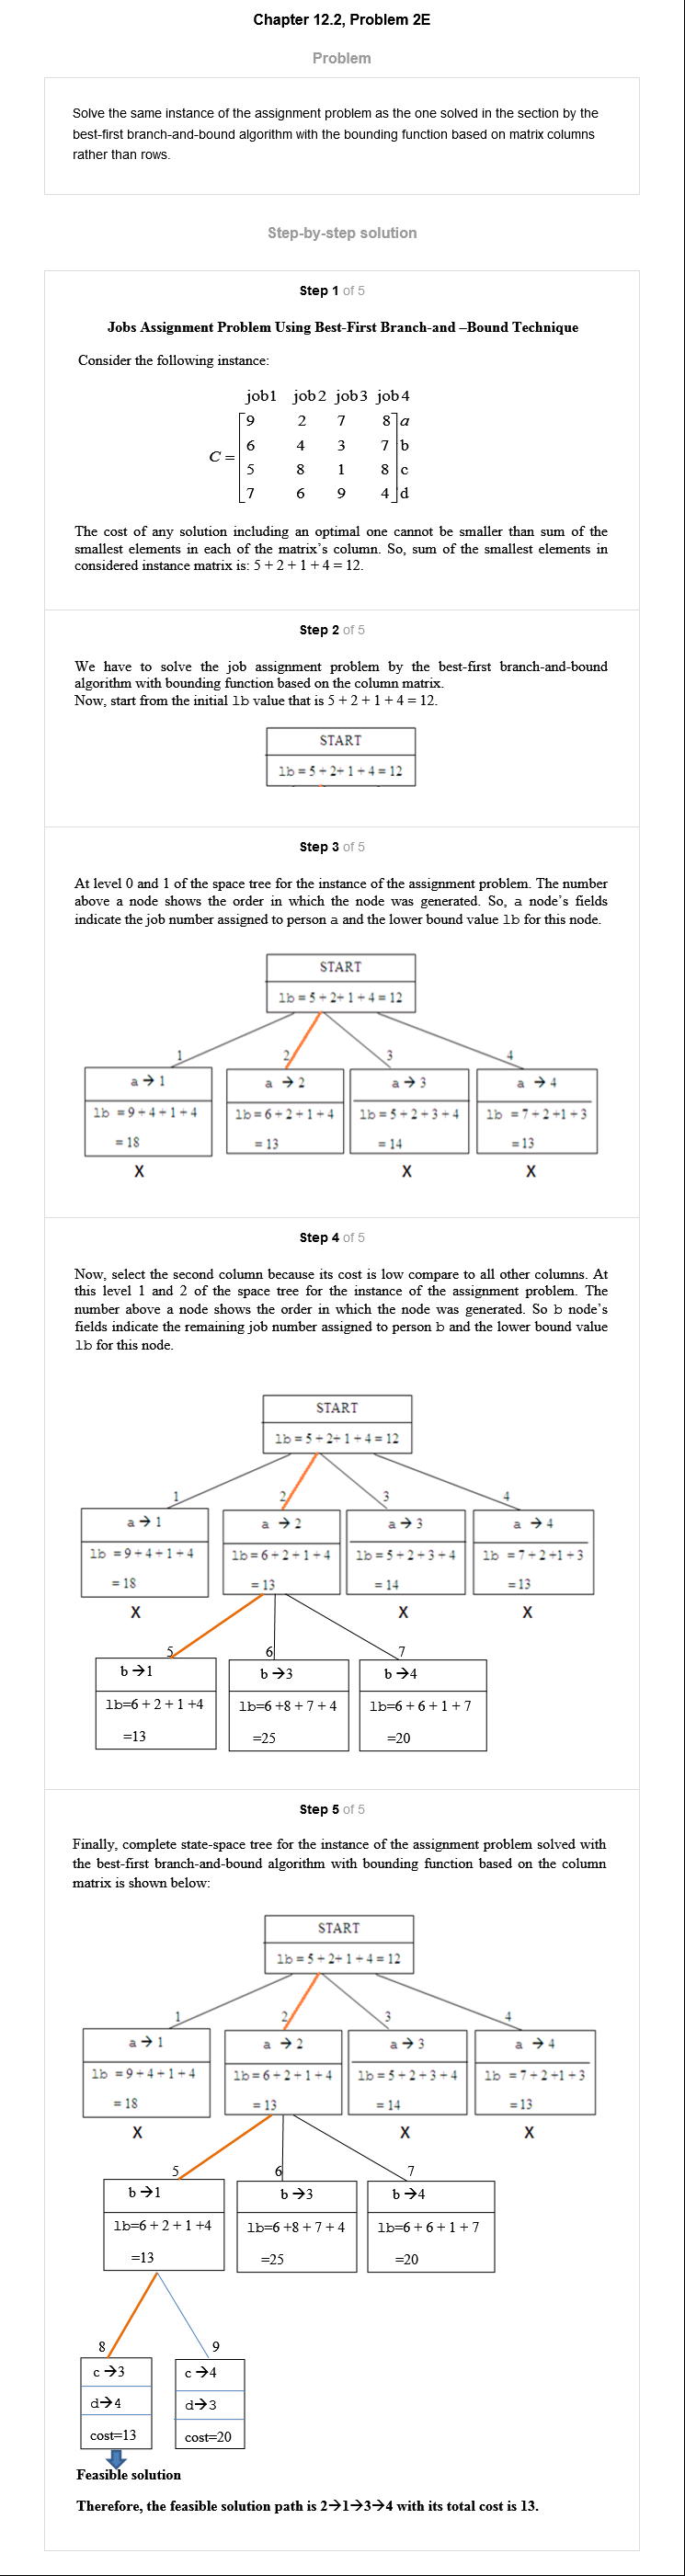 Chapter 12.2, Problem 2E
Problem
Solve the same instance of the assignment problem as the one solved in the section by the
best-first branch-and-bound algorithm with the bounding function based on matrix columns
rather than rows.
Step-by-step solution
Step 1 of 5
Jobs Assignment Problem Using Best-First Branch-and –Bound Technique
Consider the following instance:
job1 job2 job3 job4
9 2 7 8 a
6 4 3 7 b
C =
5 8 1 8 c
7 6 9 4 d
The cost of any solution including an optimal one cannot be smaller than sum of the
smallest elements in each of the matrix's column. So, sum of the smallest elements in
considered instance matrix is: 5 + 2 + 1 + 4 = 12.
Step 2 of 5
We have to solve the job assignment problem by the best-first branch-and-bound
algorithm with bounding function based on the column matrix.
Now, start from the initial lb value that is 5 + 2 + 1 + 4 = 12.
START
lb = 5 + 2+ 1 + 4 = 12
Step 3 of 5
At level 0 and 1 of the space tree for the instance of the assignment problem. The number
above a node shows the order in which the node was generated. So, a node's fields
indicate the job number assigned to person a and the lower bound value lb for this node.
START
lb = 5 + 2+ 1 + 4 = 12
1 2 3 4
a → 1 a → 2 a → 3 a → 4
lb = 9 + 4 + 1 + 4 lb = 6 + 2 + 1 + 4 lb = 5 + 2 + 3 + 4 lb = 7 + 2 +1 + 3
= 18 = 13 = 14 = 13
X X X
Step 4 of 5
Now, select the second column because its cost is low compare to all other columns. At
this level 1 and 2 of the space tree for the instance of the assignment problem. The
number above a node shows the order in which the node was generated. So b node's
fields indicate the remaining job number assigned to person b and the lower bound value
lb for this node.
START
lb = 5 + 2+ 1 + 4 = 12
1 2 3 4
a → 1 a → 2 a → 3 a → 4
lb = 9 + 4 + 1 + 4 lb = 6 + 2 + 1 + 4 lb = 5 + 2 + 3 + 4 lb = 7 + 2 +1 + 3
= 18 = 13 = 14 = 13
X X X
5 6 7
b →1 b →3 b →4
lb=6 + 2 + 1 +4 lb=6 +8 + 7 + 4 lb=6 + 6 + 1 + 7
=13 =25 =20
Step 5 of 5
Finally, complete state-space tree for the instance of the assignment problem solved with
the best-first branch-and-bound algorithm with bounding function based on the column
matrix is shown below:
START
lb = 5 + 2+ 1 + 4 = 12
1 2 3 4
a → 1 a → 2 a → 3 a → 4
lb = 9 + 4 + 1 + 4 lb = 6 + 2 + 1 + 4 lb = 5 + 2 + 3 + 4 lb = 7 + 2 +1 + 3
= 18 = 13 = 14 = 13
X X X
5 6 7
b →1 b →3 b →4
lb=6 + 2 + 1 +4 lb=6 +8 + 7 + 4 lb=6 + 6 + 1 + 7
=13 =25 =20
8 9
c →3 c →4
d→4 d→3
cost=13 cost=20
Feasible solution
Therefore, the feasible solution path is 2→1→3→4 with its total cost is 13.